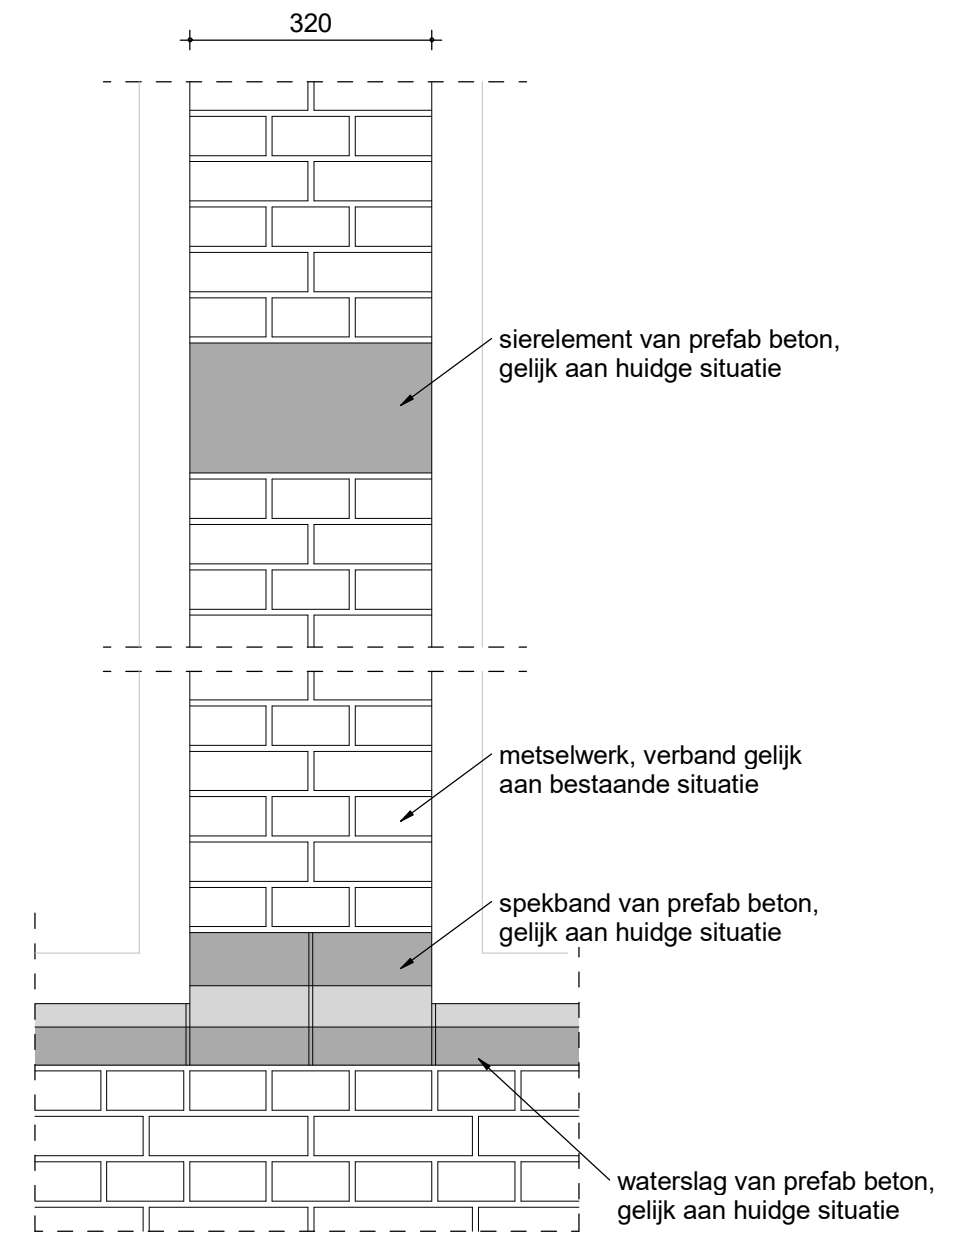 320
sierelement van prefab beton,
gelijk aan huidge situatie
metselwerk, verband gelijk
aan bestaande situatie
spekband van prefab beton,
gelijk aan huidge situatie
waterslag van prefab beton,
gelijk aan huidge situatie